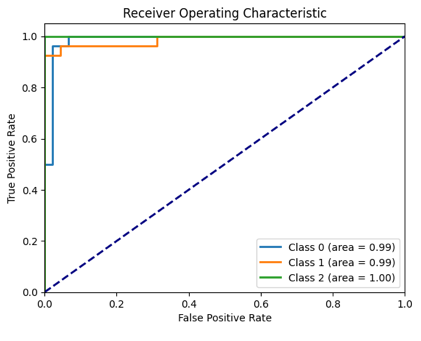 Receiver Operating Characteristic
True Positive Rate
1.0
0.8
0.6
0.4
0.2
0.0
Class 0 (area = 0.99)
Class 1 (area = 0.99)
Class 2 (area = 1.00)
0.0 0.2 0.4 0.6 0.8 1.0
False Positive Rate